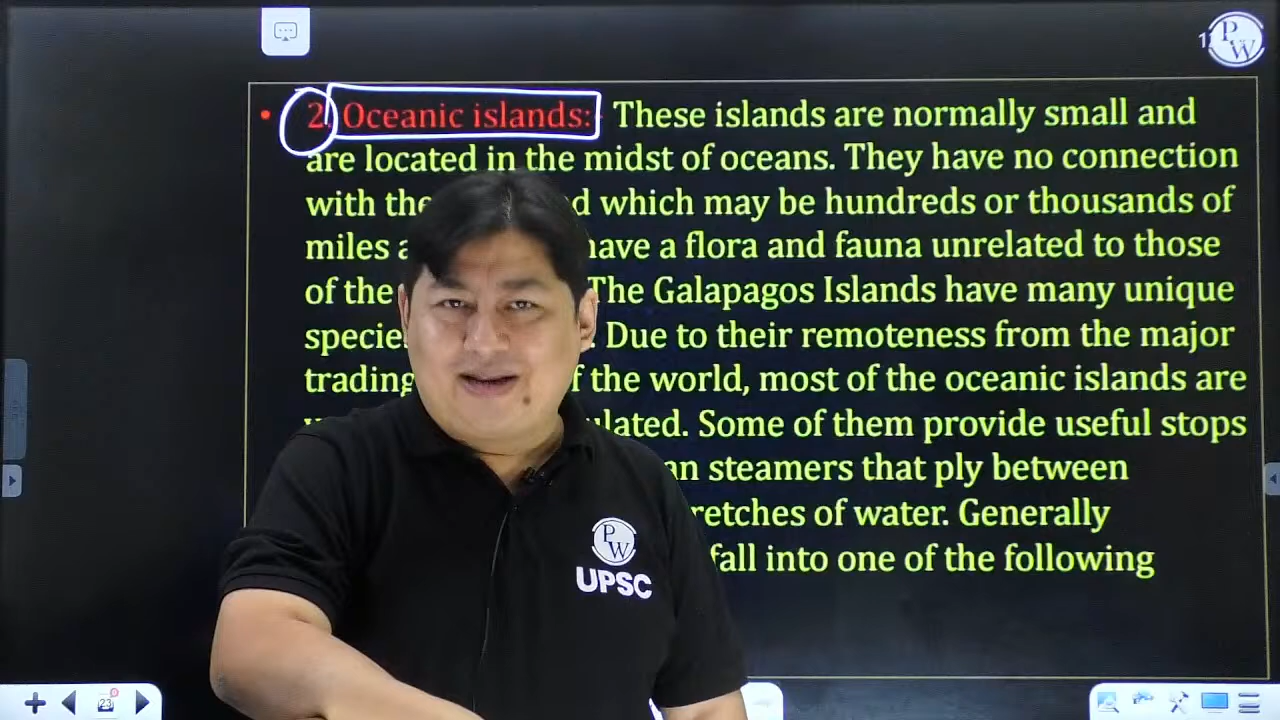 PW
• 2. Oceanic islands:- These islands are normally small and
are located in the midst of oceans. They have no connection
with the which may be hundreds or thousands of
miles have a flora and fauna unrelated to those
of the The Galapagos Islands have many unique
Due to their remoteness from the major
trading of the world, most of the oceanic islands are
Some of them provide useful stops
steamers that ply between
of water. Generally
fall into one of the following
PW
UPSC
23